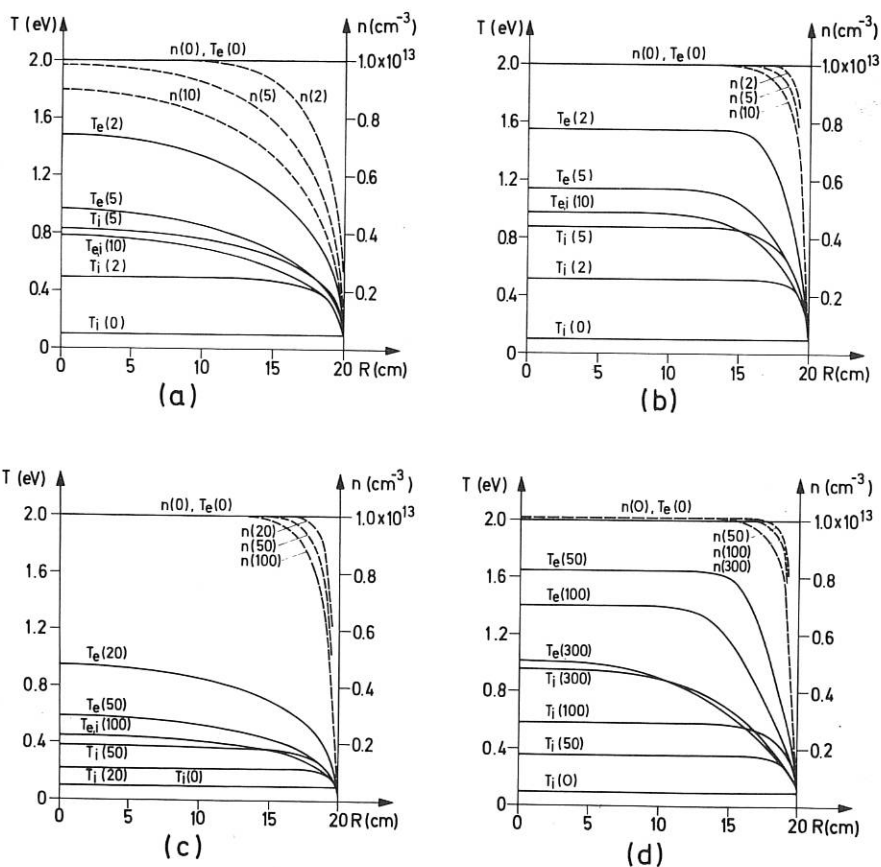 T (eV)
n(cm⁻³)
n(0), Te(0)
2.0
1.0x10¹³
n(2)
n(5)
n(10)
1.6
0.8
Te(2)
1.2
0.6
Te(5)
Ti(5)
0.8
0.4
Te,i(10)
Ti(2)
0.4
0.2
Ti(0)
0
0 5 10 15 20 R(cm)
(a)
T (eV)
n(cm⁻³)
n(0), Te(0)
2.0
1.0x10¹³
n(2)
n(5)
n(10)
1.6
0.8
Te(2)
1.2
0.6
Te(5)
Te,i(10)
0.8
0.4
Ti(5)
Ti(2)
0.4
0.2
Ti(0)
0
0 5 10 15 20 R(cm)
(b)
T (eV)
n(cm⁻³)
n(0), Te(0)
2.0
1.0x10¹³
n(20)
n(50)
n(100)
1.6
0.8
1.2
0.6
Te(20)
0.8
0.4
Te(50)
Te,i(100)
0.4
0.2
Ti(50)
Ti(20) Ti(0)
0
0 5 10 15 20 R(cm)
(c)
T (eV)
n(cm⁻³)
n(0), Te(0)
2.0
1.0x10¹³
n(50)
n(100)
n(300)
Te(50)
1.6
0.8
Te(100)
1.2
0.6
Te(300)
Ti(300)
0.8
0.4
Ti(100)
Ti(50)
0.4
0.2
Ti(0)
0
0 5 10 15 20 R(cm)
(d)